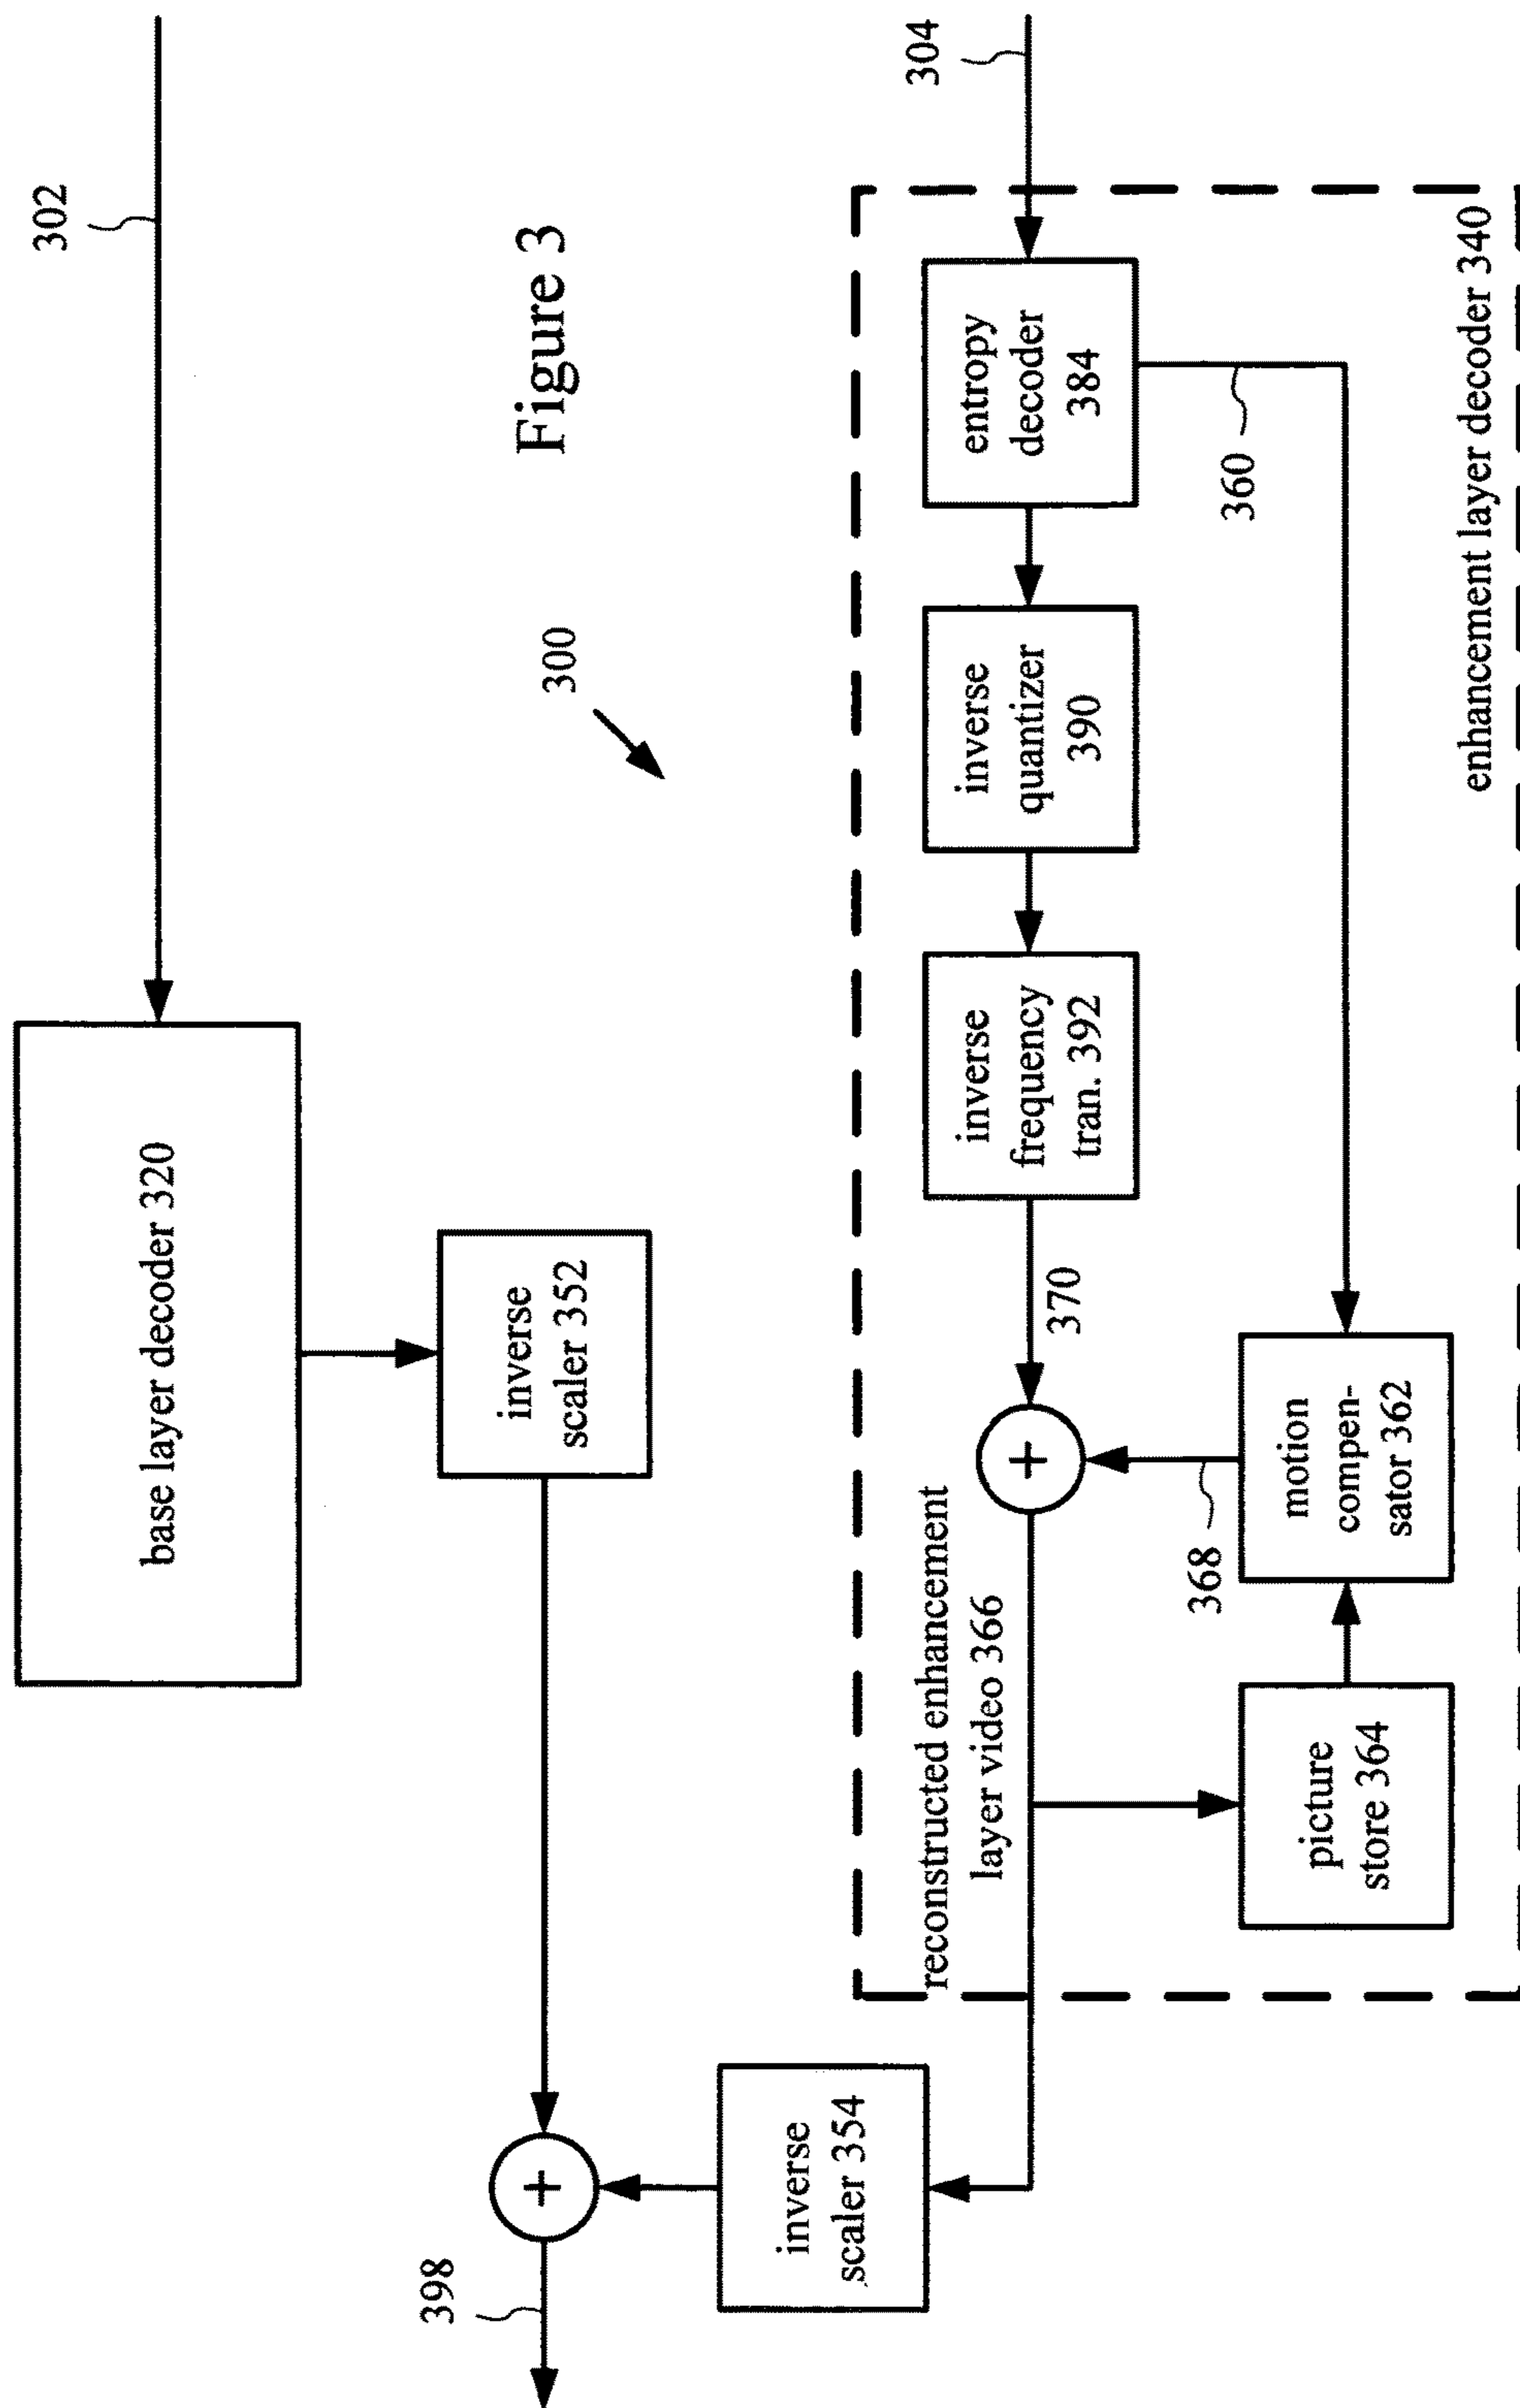 302
base layer decoder 320
Figure 3
300
inverse
scaler 352
398
inverse
scaler 354
304
entropy
decoder
384
inverse
quantizer
390
inverse
frequency
tran. 392
370
reconstructed enhancement
layer video 366
360
368
motion
compen-
sator 362
picture
store 364
enhancement layer decoder 340